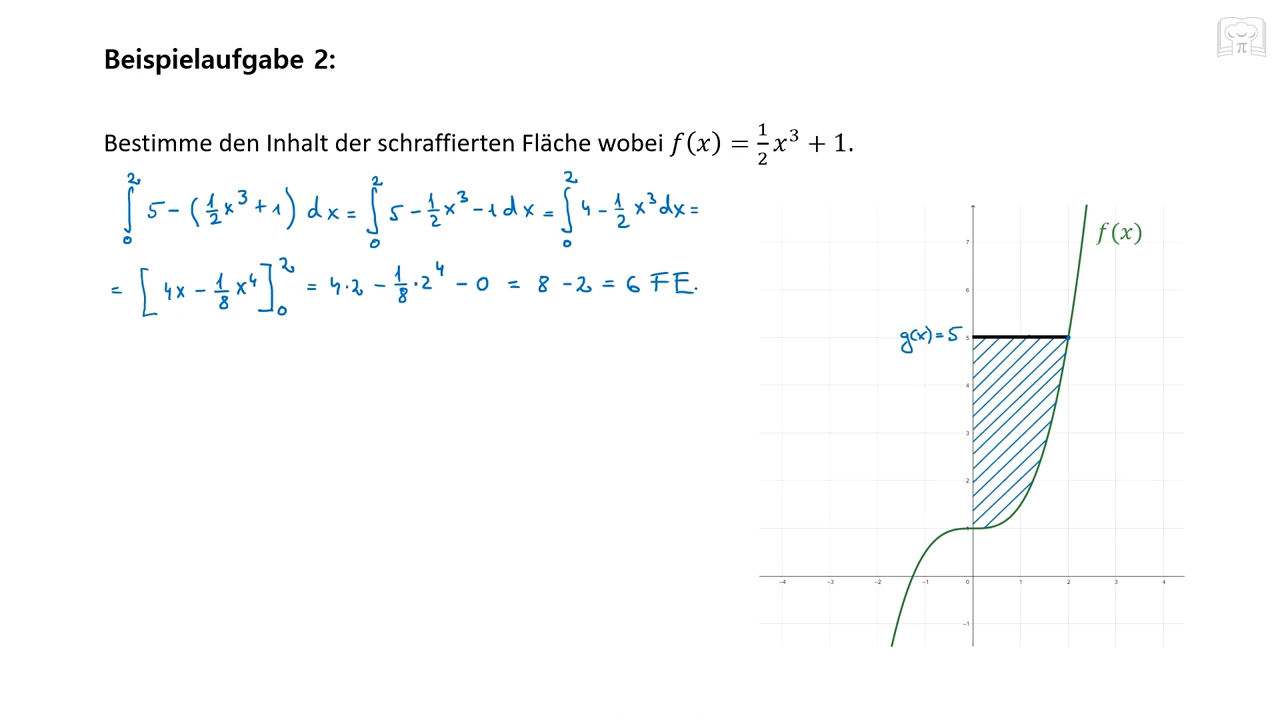 Beispielaufgabe 2:
π
Bestimme den Inhalt der schraffierten Fläche wobei f(x) = 1/2 x³ + 1.
∫₀² 5 - (1/2 x³ + 1) dx = ∫₀² 5 - 1/2 x³ - 1 dx = ∫₀² 4 - 1/2 x³ dx =
= [4x - 1/8 x⁴]₀² = 4·2 - 1/8 · 2⁴ - 0 = 8 - 2 = 6 FE.
f(x)
7
6
g(x) = 5
5
4
3
2
1
-4 -3 -2 -1 0 1 2 3 4
-1